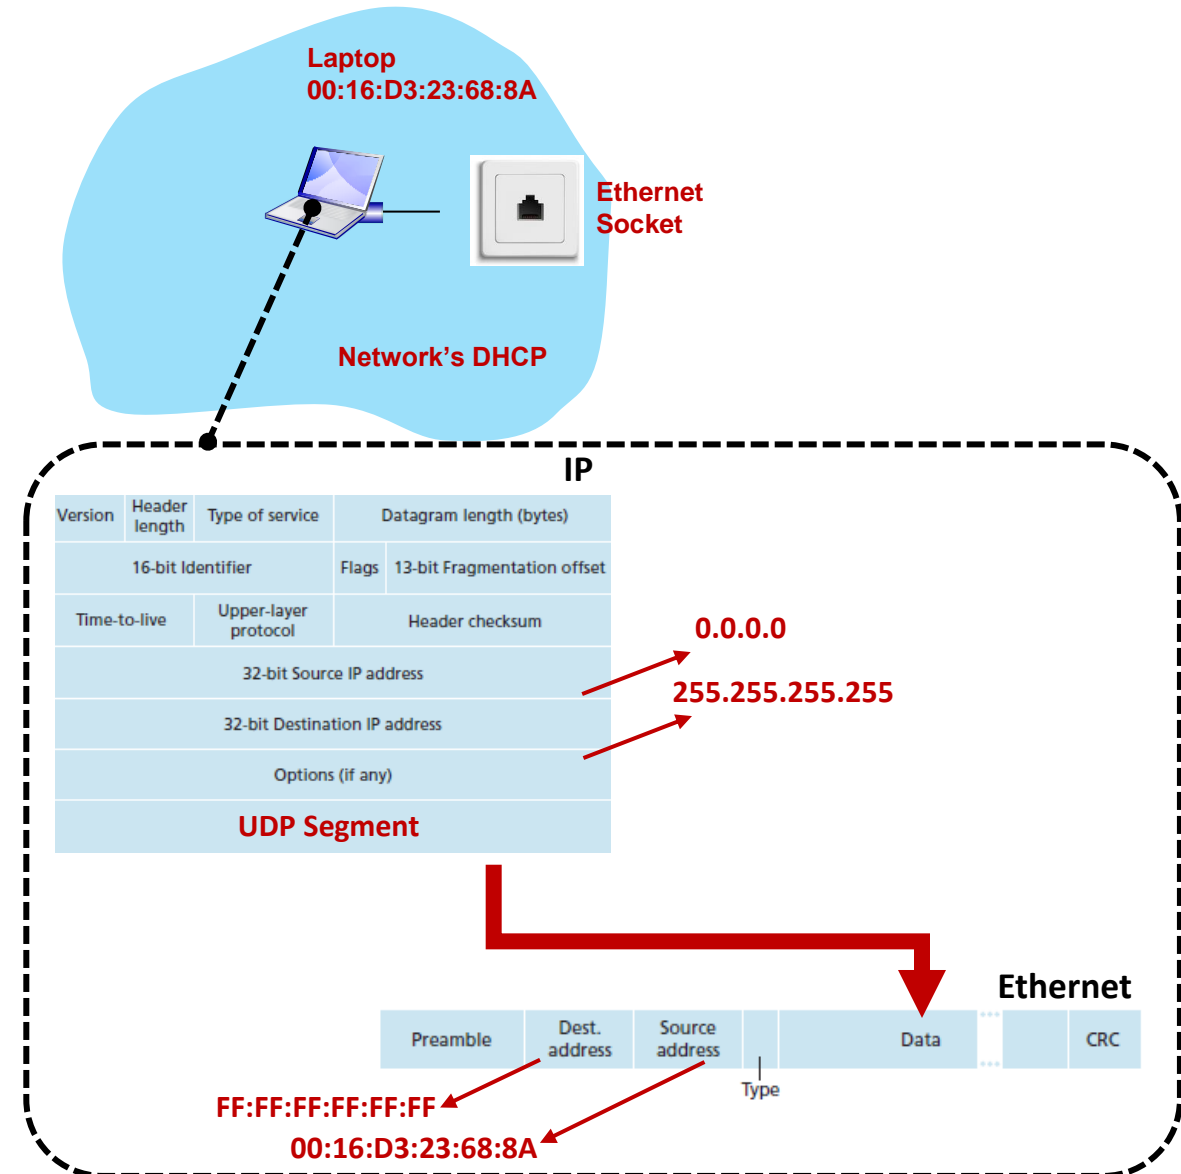 Laptop
00:16:D3:23:68:8A
Ethernet
Socket
Network's DHCP
IP
Version
Header
length
Type of service
Datagram length (bytes)
16-bit Identifier
Flags
13-bit Fragmentation offset
Time-to-live
Upper-layer
protocol
Header checksum
32-bit Source IP address
0.0.0.0
32-bit Destination IP address
255.255.255.255
Options (if any)
UDP Segment
Ethernet
Preamble
Dest.
address
Source
address
Type
Data
CRC
FF:FF:FF:FF:FF:FF
00:16:D3:23:68:8A